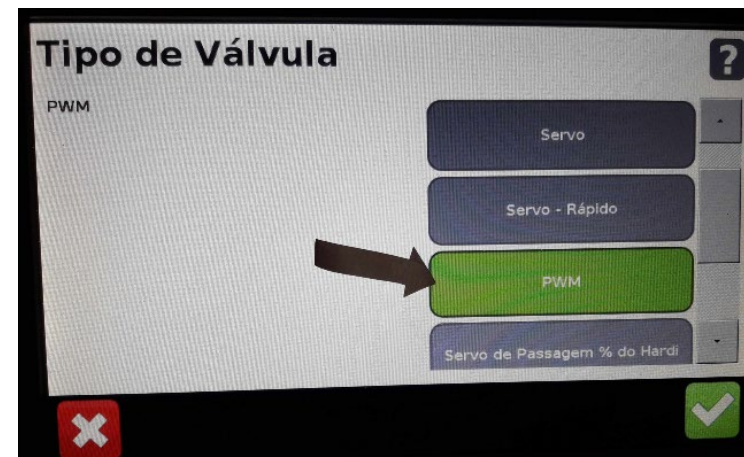 Tipo de Válvula
?
PWM
Servo
Servo - Rápido
PWM
Servo de Passagem % do Hardi